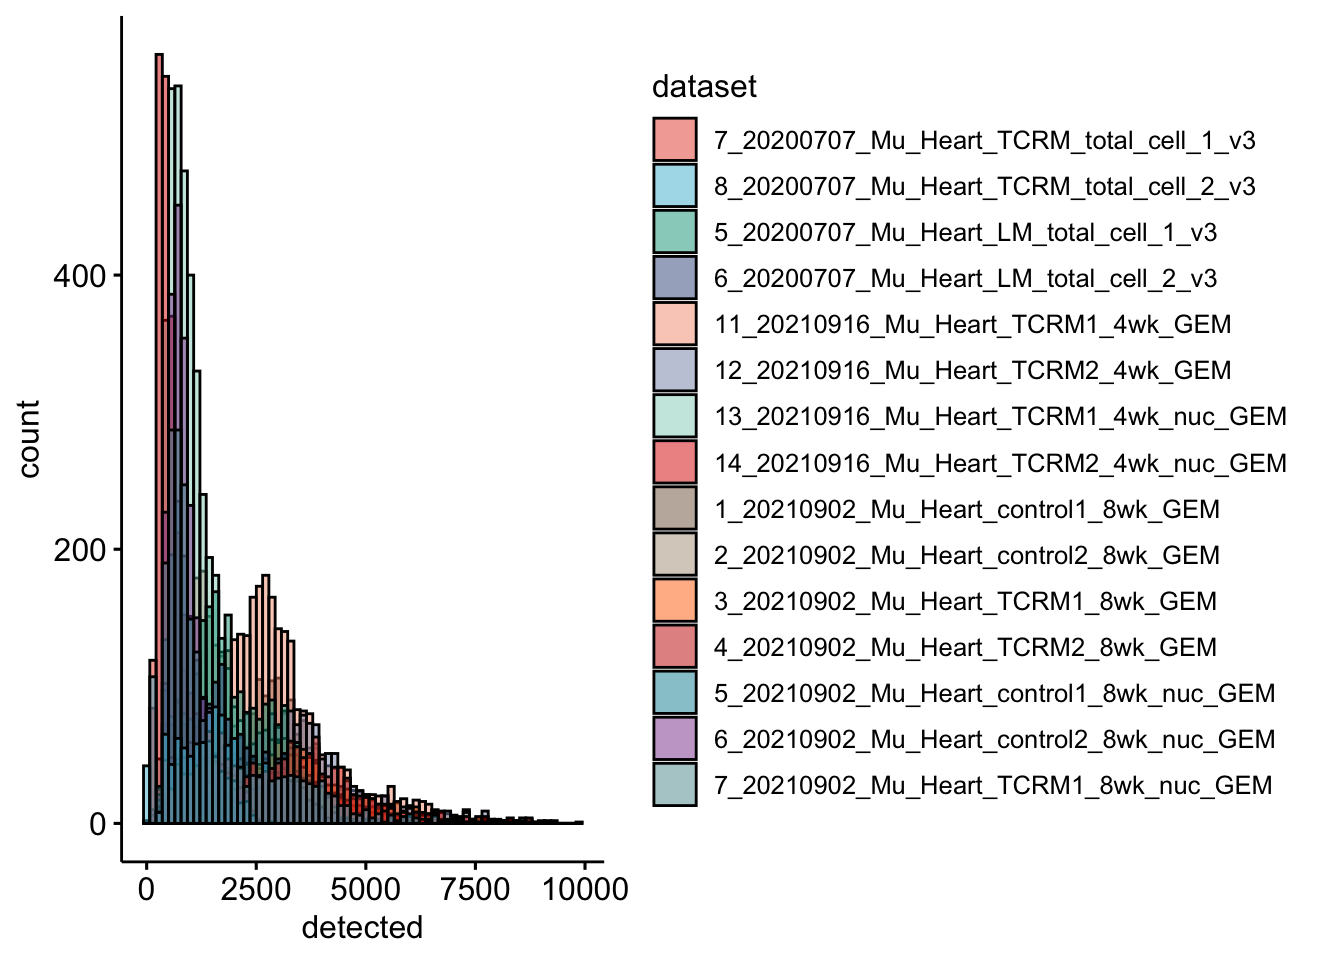 dataset
7_20200707_Mu_Heart_TCRM_total_cell_1_v3
8_20200707_Mu_Heart_TCRM_total_cell_2_v3
5_20200707_Mu_Heart_LM_total_cell_1_v3
6_20200707_Mu_Heart_LM_total_cell_2_v3
11_20210916_Mu_Heart_TCRM1_4wk_GEM
12_20210916_Mu_Heart_TCRM2_4wk_GEM
13_20210916_Mu_Heart_TCRM1_4wk_nuc_GEM
14_20210916_Mu_Heart_TCRM2_4wk_nuc_GEM
1_20210902_Mu_Heart_control1_8wk_GEM
2_20210902_Mu_Heart_control2_8wk_GEM
3_20210902_Mu_Heart_TCRM1_8wk_GEM
4_20210902_Mu_Heart_TCRM2_8wk_GEM
5_20210902_Mu_Heart_control1_8wk_nuc_GEM
6_20210902_Mu_Heart_control2_8wk_nuc_GEM
7_20210902_Mu_Heart_TCRM1_8wk_nuc_GEM
count
400
200
0
0 2500 5000 7500 10000
detected